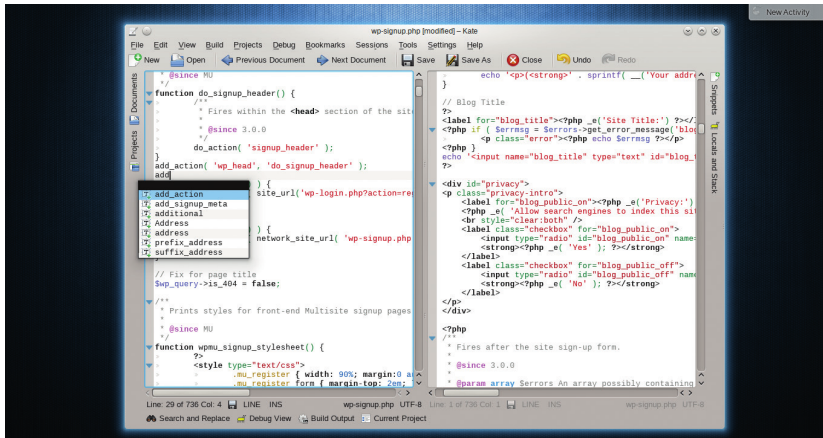 New Activity
wp-signup.php [modified] – Kate
File Edit View Build Projects Debug Bookmarks Sessions Tools Settings Help
New Open Previous Document Next Document Save Save As Close Undo Redo
Documents
Projects
* @since MU
*/
function do_signup_header() {
/**
* Fires within the <head> section of the sit
*
* @since 3.0.0
*/
do_action( 'signup_header' );
}
add_action( 'wp_head', 'do_signup_header' );
add
) {
site_url('wp-login.php?action=re
add_action
add_signup_meta
additional
Address
address
prefix_address
suffix_address
) {
network_site_url( 'wp-signup.php
}
// Fix for page title
$wp_query->is_404 = false;
/**
* Prints styles for front-end Multisite signup pages
*
* @since MU
*/
function wpmu_signup_stylesheet() {
?>
<style type="text/css">
.mu_register { width: 90%; margin:0 a
.mu_register form { margin-top: 2em;
echo '<p>(<strong>' . sprintf( __('Your addre
}
// Blog Title
?>
<label for="blog_title"><?php _e('Site Title:') ?></
<?php if ( $errmsg = $errors->get_error_message('blog
<p class="error"><?php echo $errmsg ?></p>
<?php }
echo '<input name="blog_title" type="text" id="blog_t
?>
<div id="privacy">
<p class="privacy-intro">
<label for="blog_public_on"><?php _e('Privacy:')
<?php _e( 'Allow search engines to index this sit
<br style="clear:both" />
<label class="checkbox" for="blog_public_on">
<input type="radio" id="blog_public_on" name=
<strong><?php _e( 'Yes' ); ?></strong>
</label>
<label class="checkbox" for="blog_public_off">
<input type="radio" id="blog_public_off" name
<strong><?php _e( 'No' ); ?></strong>
</label>
</p>
</div>
<?php
/**
* Fires after the site sign-up form.
*
* @since 3.0.0
*
* @param array $errors An array possibly containing
Snippets
Locals and Stack
Line: 29 of 736 Col: 4 LINE INS wp-signup.php UTF-8
Line: 1 of 736 Col: 1 LINE INS wp-signup.php UTF-8
Search and Replace Debug View Build Output Current Project